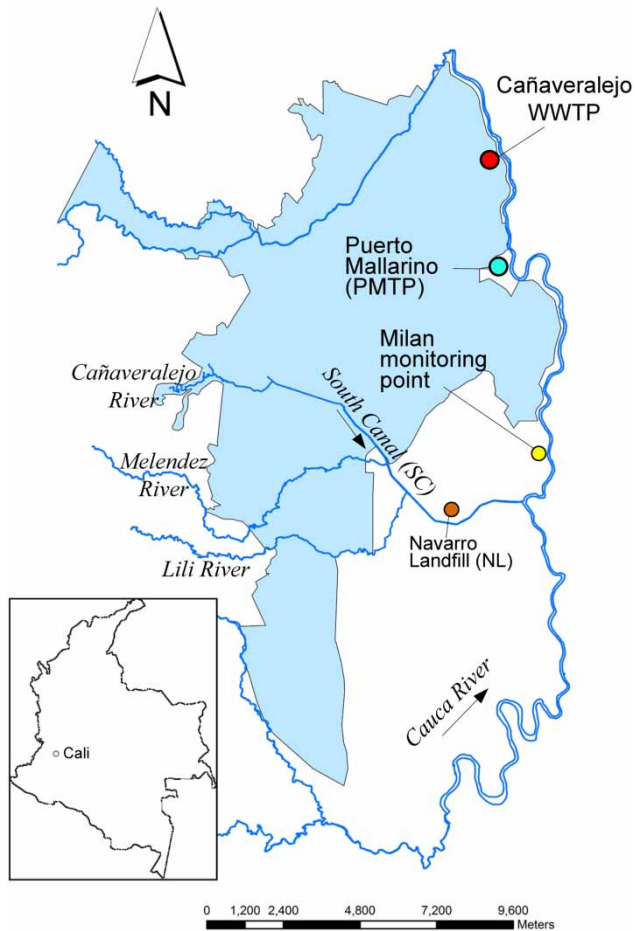 N
Cañaveralejo
WWTP
Puerto
Mallarino
(PMTP)
Milan
monitoring
point
Cañaveralejo
River
South Canal (SC)
Melendez
River
Navarro
Landfill (NL)
Lili River
Cauca River
Cali
0 1,200 2,400 4,800 7,200 9,600
Meters